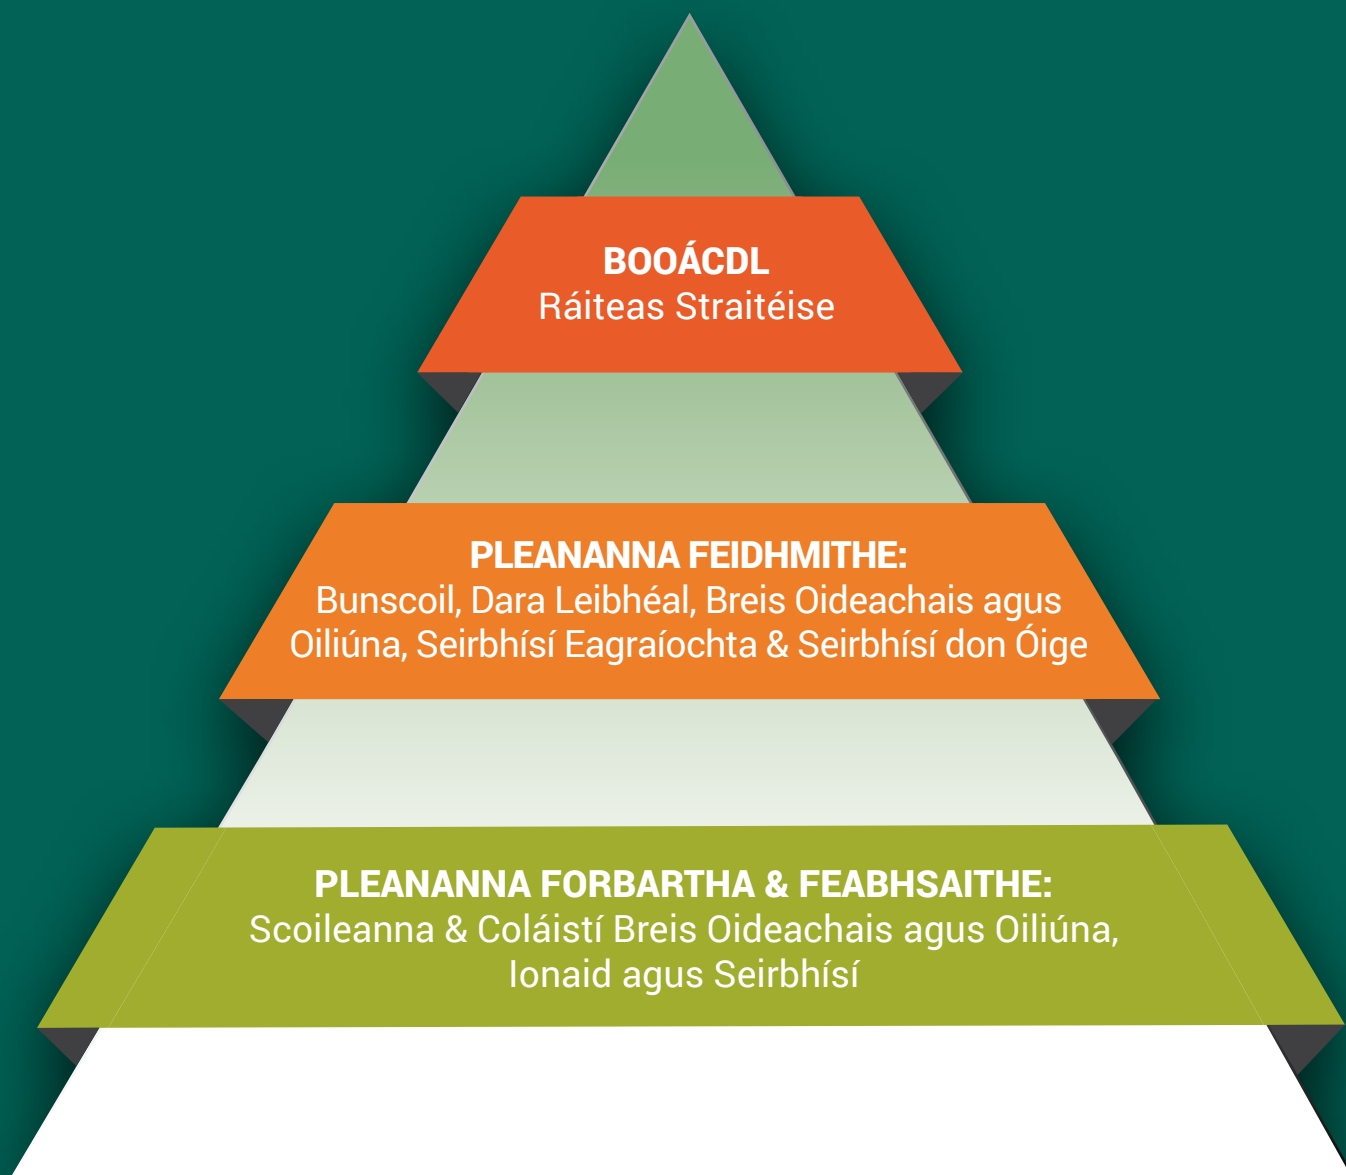 BOOÁCDL
Ráiteas Straitéise
PLEANANNA FEIDHMITHE:
Bunscoil, Dara Leibhéal, Breis Oideachais agus
Oiliúna, Seirbhísí Eagraíochta & Seirbhísí don Óige
PLEANANNA FORBARTHA & FEABHSAITHE:
Scoileanna & Coláistí Breis Oideachais agus Oiliúna,
Ionaid agus Seirbhísí